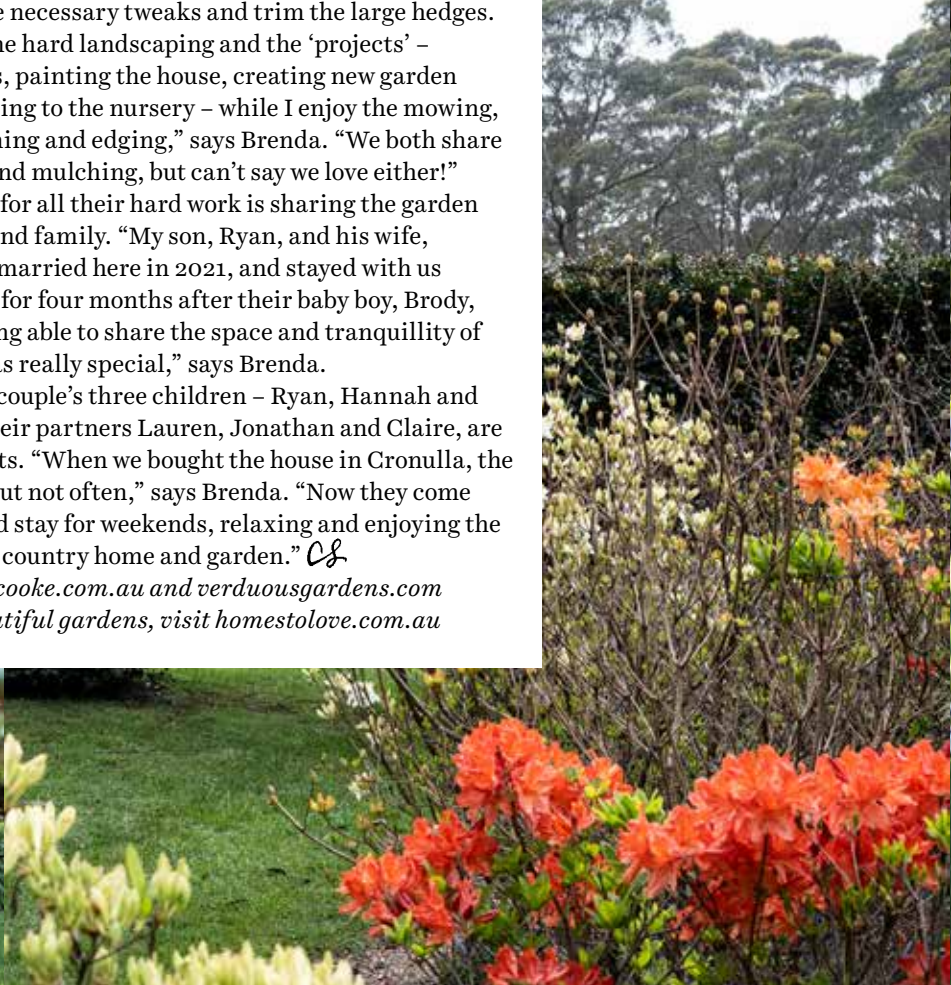 e necessary tweaks and trim the large hedges.
ne hard landscaping and the ‘projects’ –
s, painting the house, creating new garden
ing to the nursery – while I enjoy the mowing,
ning and edging,” says Brenda. “We both share
nd mulching, but can’t say we love either!”
for all their hard work is sharing the garden
nd family. “My son, Ryan, and his wife,
married here in 2021, and stayed with us
for four months after their baby boy, Brody,
ng able to share the space and tranquillity of
as really special,” says Brenda.
couple’s three children – Ryan, Hannah and
eir partners Lauren, Jonathan and Claire, are
ts. “When we bought the house in Cronulla, the
ut not often,” says Brenda. “Now they come
d stay for weekends, relaxing and enjoying the
country home and garden.” CS
cooke.com.au and verduousgardens.com
utiful gardens, visit homestolove.com.au